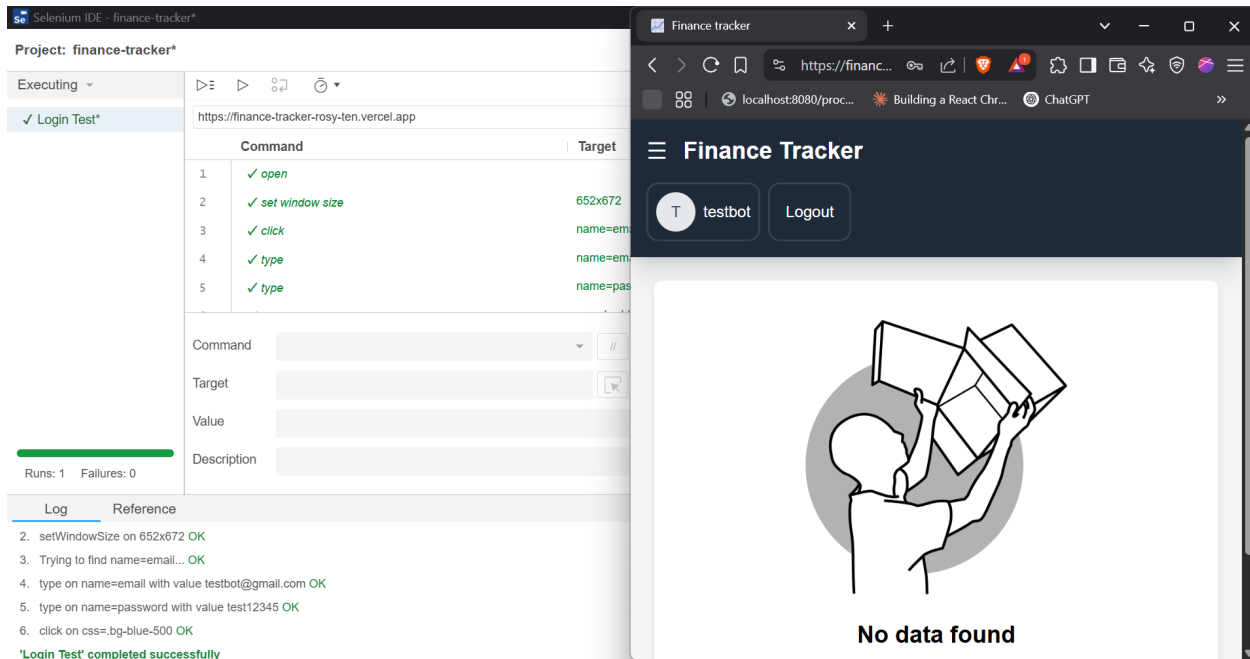 Selenium IDE - finance-tracker*
Project: finance-tracker*
Executing
✓ Login Test*
https://finance-tracker-rosy-ten.vercel.app
Command Target
1 ✓ open
2 ✓ set window size 652x672
3 ✓ click name=ema
4 ✓ type name=ema
5 ✓ type name=pas
Command
//
Target
Value
Description
Runs: 1 Failures: 0
Log Reference
2. setWindowSize on 652x672 OK
3. Trying to find name=email... OK
4. type on name=email with value testbot@gmail.com OK
5. type on name=password with value test12345 OK
6. click on css=.bg-blue-500 OK
'Login Test' completed successfully
Finance tracker
https://financ...
1
localhost:8080/proc...
Building a React Chr...
ChatGPT
»
Finance Tracker
T testbot
Logout
No data found